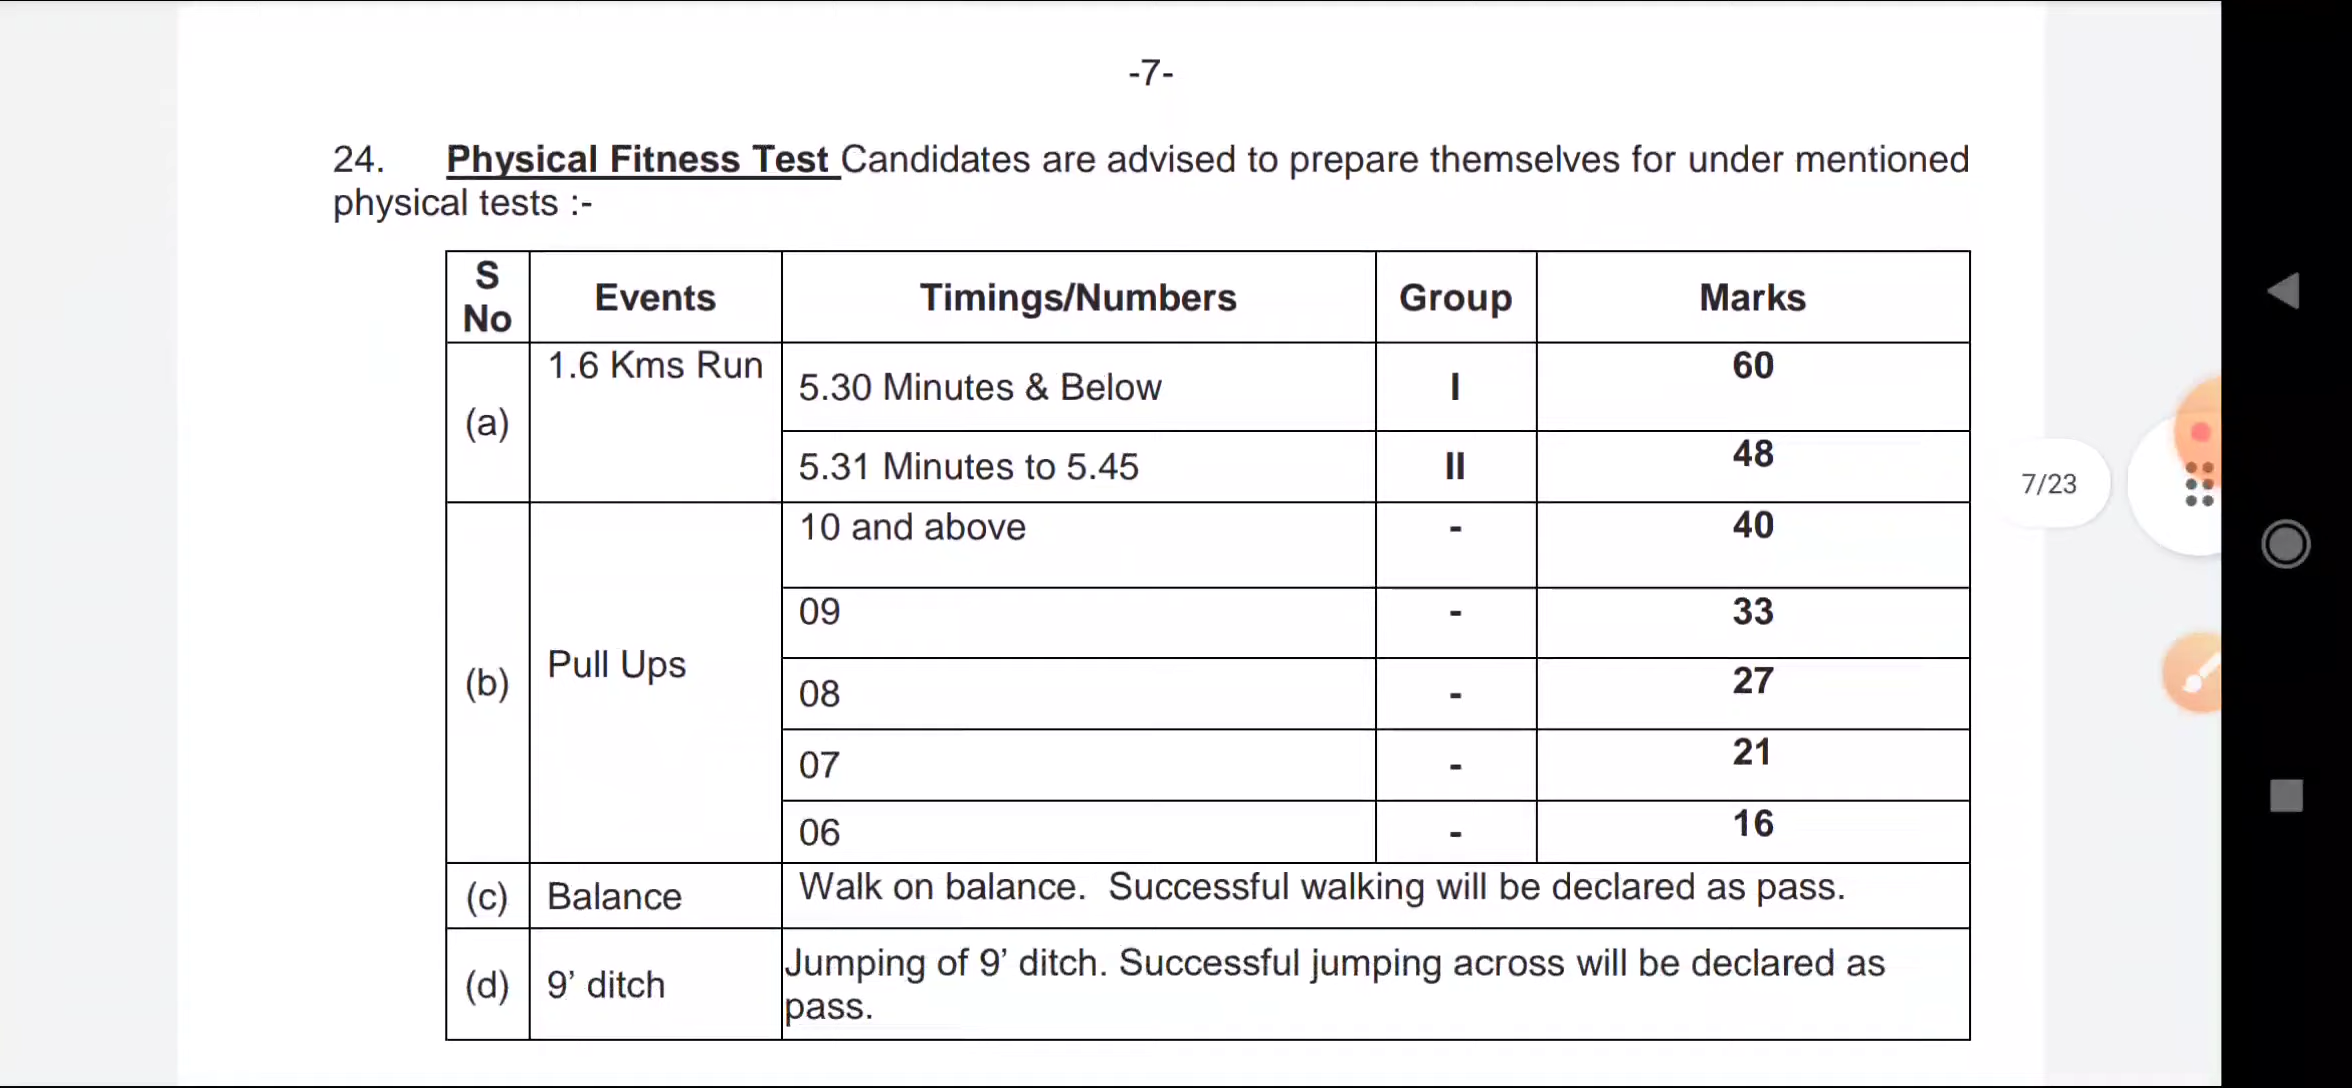 -7-
24. Physical Fitness Test Candidates are advised to prepare themselves for under mentioned
physical tests :-
S No Events Timings/Numbers Group Marks
(a) 1.6 Kms Run 5.30 Minutes & Below I 60
5.31 Minutes to 5.45 II 48
(b) Pull Ups 10 and above - 40
09 - 33
08 - 27
07 - 21
06 - 16
(c) Balance Walk on balance. Successful walking will be declared as pass.
(d) 9’ ditch Jumping of 9’ ditch. Successful jumping across will be declared as
pass.
7/23